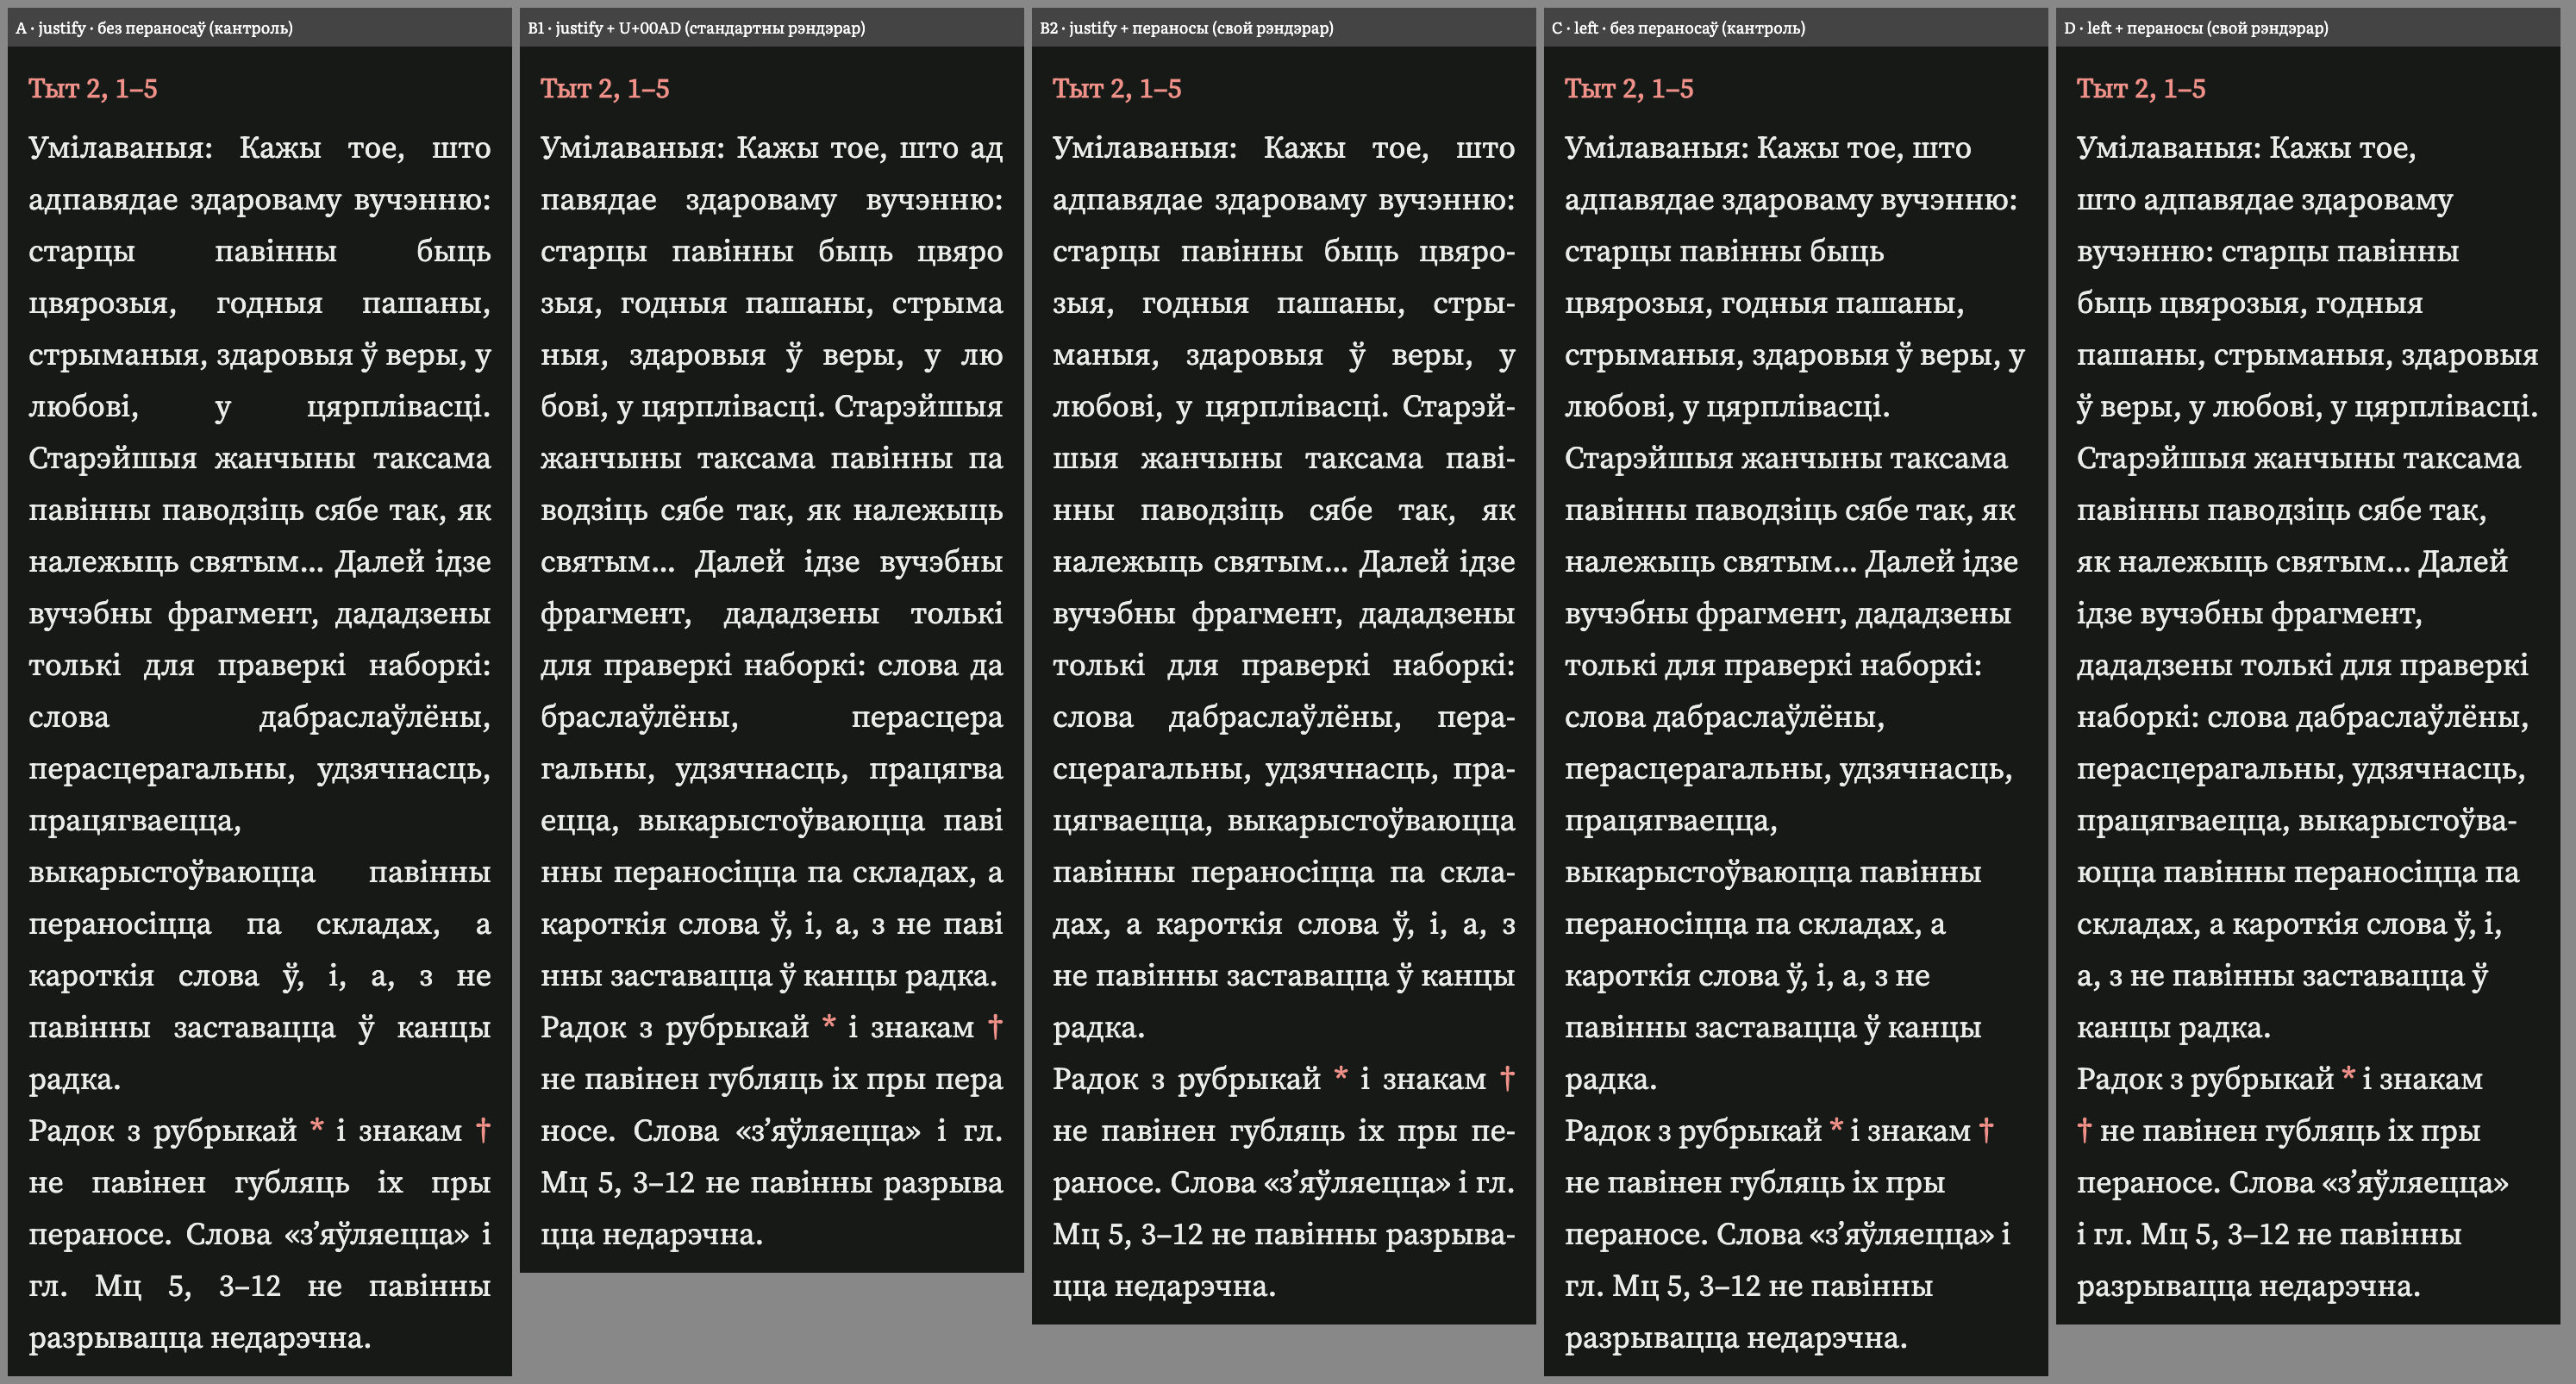 A · justify · без пераносаў (кантроль)
Тыт 2, 1–5
Умілаваныя: Кажы тое, што
адпавядае здароваму вучэнню:
старцы павінны быць
цвярозыя, годныя пашаны,
стрыманыя, здаровыя ў веры, у
любові, у цярплівасці.
Старэйшыя жанчыны таксама
павінны паводзіць сябе так, як
належыць святым... Далей ідзе
вучэбны фрагмент, дададзены
толькі для праверкі наборкі:
слова дабраслаўлёны,
перасцерагальны, удзячнасць,
працягваецца,
выкарыстоўваюцца павінны
пераносіцца па складах, а
кароткія слова ў, і, а, з не
павінны заставацца ў канцы
радка.
Радок з рубрыкай * і знакам †
не павінен губляць іх пры
пераносе. Слова «з’яўляецца» і
гл. Мц 5, 3–12 не павінны
разрывацца недарэчна.
B1 · justify + U+00AD (стандартны рэндэрар)
Тыт 2, 1–5
Умілаваныя: Кажы тое, што ад
павядае здароваму вучэнню:
старцы павінны быць цвяро
зыя, годныя пашаны, стрыма
ныя, здаровыя ў веры, у лю
бові, у цярплівасці. Старэйшыя
жанчыны таксама павінны па
водзіць сябе так, як належыць
святым... Далей ідзе вучэбны
фрагмент, дададзены толькі
для праверкі наборкі: слова да
браслаўлёны, перасцера
гальны, удзячнасць, працягва
ецца, выкарыстоўваюцца паві
нны пераносіцца па складах, а
кароткія слова ў, і, а, з не паві
нны заставацца ў канцы радка.
Радок з рубрыкай * і знакам †
не павінен губляць іх пры пера
носе. Слова «з’яўляецца» і гл.
Мц 5, 3–12 не павінны разрыва
цца недарэчна.
B2 · justify + пераносы (свой рэндэрар)
Тыт 2, 1–5
Умілаваныя: Кажы тое, што
адпавядае здароваму вучэнню:
старцы павінны быць цвяро-
зыя, годныя пашаны, стры-
маныя, здаровыя ў веры, у
любові, у цярплівасці. Старэй-
шыя жанчыны таксама паві-
нны паводзіць сябе так, як
належыць святым... Далей ідзе
вучэбны фрагмент, дададзены
толькі для праверкі наборкі:
слова дабраслаўлёны, пера-
сцерагальны, удзячнасць, пра-
цягваецца, выкарыстоўваюцца
павінны пераносіцца па скла-
дах, а кароткія слова ў, і, а, з
не павінны заставацца ў канцы
радка.
Радок з рубрыкай * і знакам †
не павінен губляць іх пры пе-
раносе. Слова «з’яўляецца» і гл.
Мц 5, 3–12 не павінны разрыва-
цца недарэчна.
C · left · без пераносаў (кантроль)
Тыт 2, 1–5
Умілаваныя: Кажы тое, што
адпавядае здароваму вучэнню:
старцы павінны быць
цвярозыя, годныя пашаны,
стрыманыя, здаровыя ў веры, у
любові, у цярплівасці.
Старэйшыя жанчыны таксама
павінны паводзіць сябе так, як
належыць святым... Далей ідзе
вучэбны фрагмент, дададзены
толькі для праверкі наборкі:
слова дабраслаўлёны,
перасцерагальны, удзячнасць,
працягваецца,
выкарыстоўваюцца павінны
пераносіцца па складах, а
кароткія слова ў, і, а, з не
павінны заставацца ў канцы
радка.
Радок з рубрыкай * і знакам †
не павінен губляць іх пры
пераносе. Слова «з’яўляецца» і
гл. Мц 5, 3–12 не павінны
разрывацца недарэчна.
D · left + пераносы (свой рэндэрар)
Тыт 2, 1–5
Умілаваныя: Кажы тое,
што адпавядае здароваму
вучэнню: старцы павінны
быць цвярозыя, годныя
пашаны, стрыманыя, здаровыя
ў веры, у любові, у цярплівасці.
Старэйшыя жанчыны таксама
павінны паводзіць сябе так,
як належыць святым... Далей
ідзе вучэбны фрагмент,
дададзены толькі для праверкі
наборкі: слова дабраслаўлёны,
перасцерагальны, удзячнасць,
працягваецца, выкарыстоўва-
юцца павінны пераносіцца па
складах, а кароткія слова ў, і,
а, з не павінны заставацца ў
канцы радка.
Радок з рубрыкай * і знакам
† не павінен губляць іх пры
пераносе. Слова «з’яўляецца»
і гл. Мц 5, 3–12 не павінны
разрывацца недарэчна.